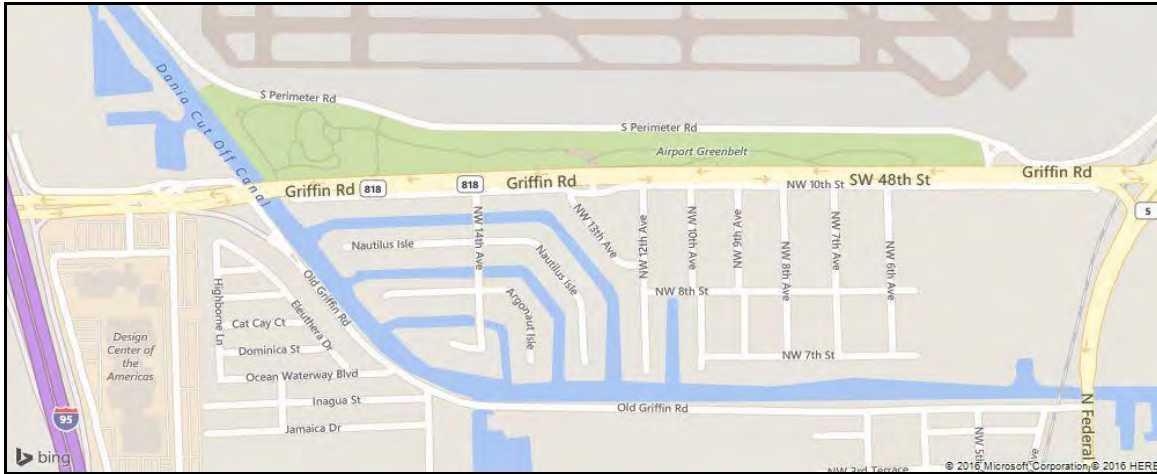 S Perimeter Rd
S Perimeter Rd
Dania Cut Off Canal
Airport Greenbelt
Griffin Rd
818
818
Griffin Rd
SW 48th St
Griffin Rd
NW 10th St
5
NW 14th Ave
NW 13th Ave
NW 12th Ave
NW 10th Ave
NW 9th Ave
NW 8th Ave
NW 7th Ave
NW 6th Ave
Nautilus Isle
Nautilus Isle
Old Griffin Rd
Eleuthera Dr
Highborne Ln
Argonaut Isle
NW 8th St
Cat Cay Ct
Design
Center of
the
Americas
Dominica St
NW 7th St
Ocean Waterway Blvd
Inagua St
Old Griffin Rd
95
Jamaica Dr
N Federal
NW 5th
Ave
NW 3rd Terrace
bing
© 2016 Microsoft Corporation © 2016 HERE